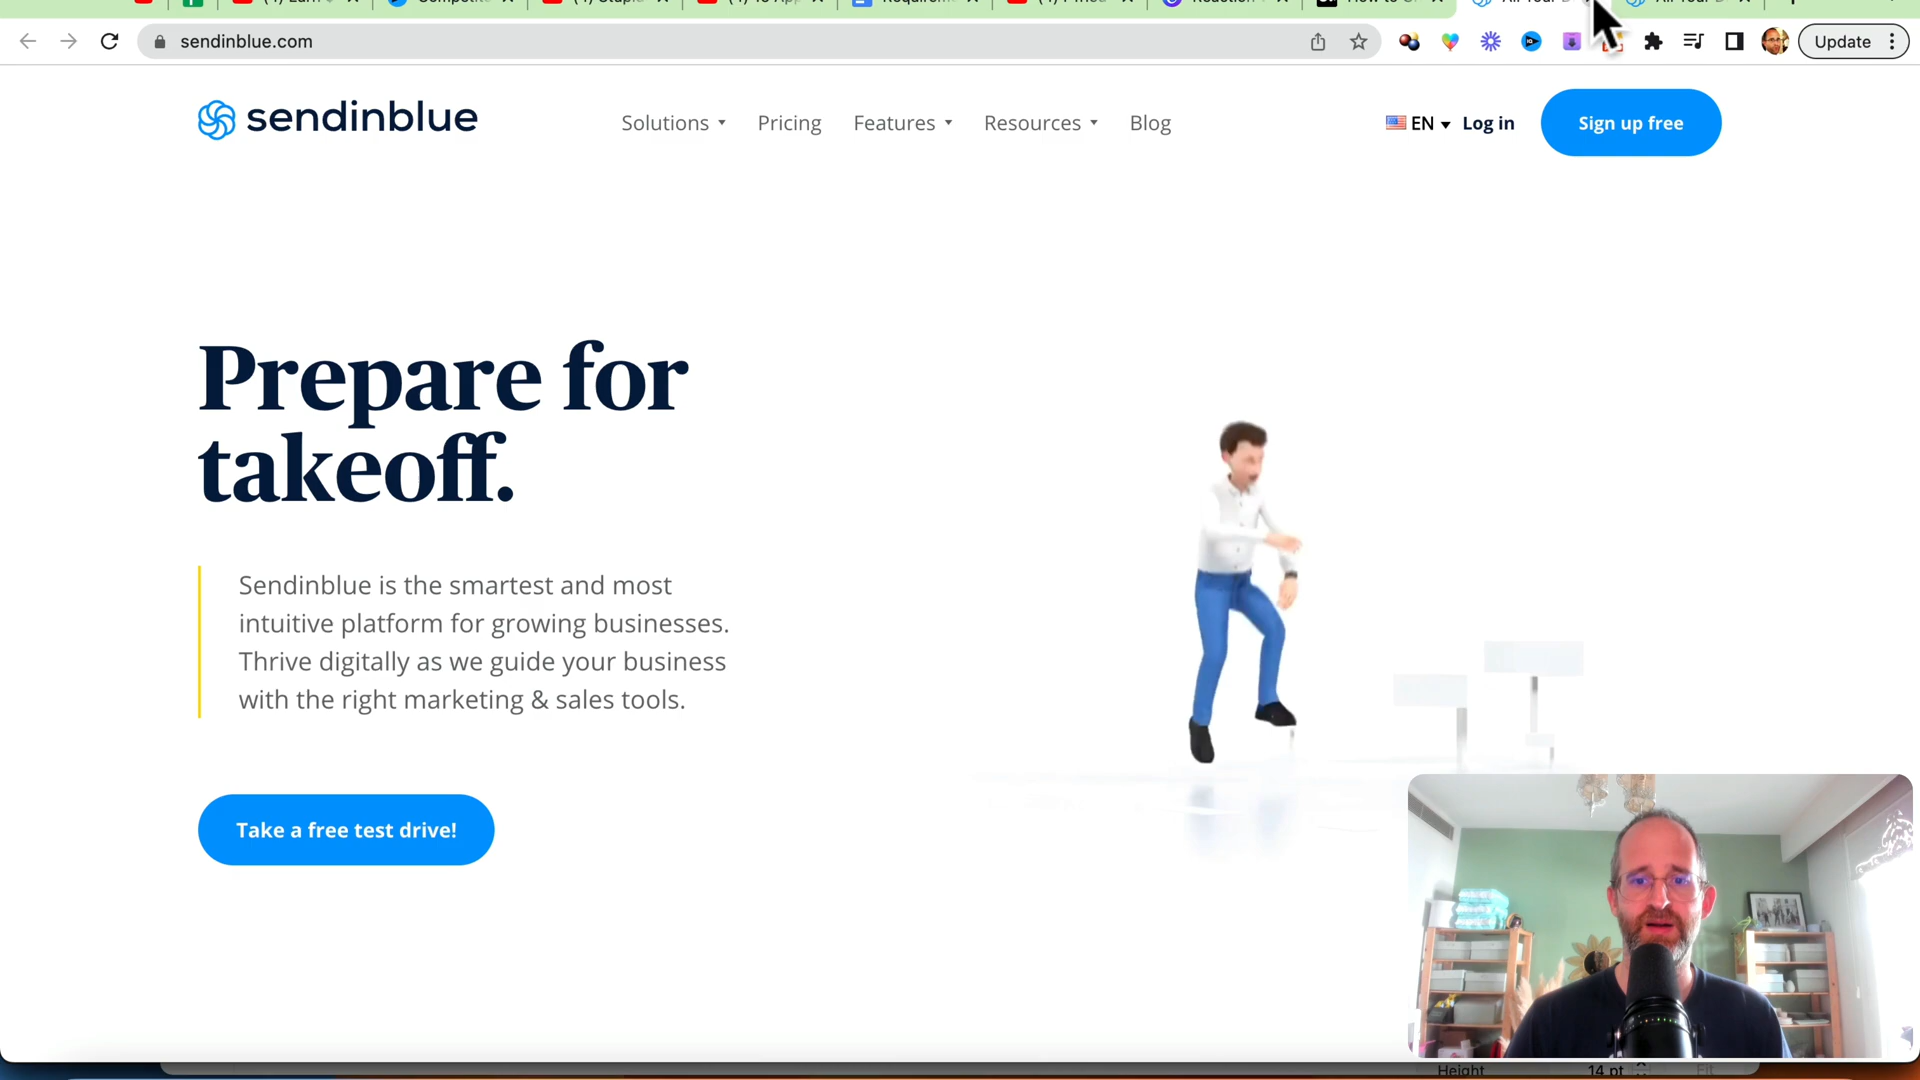 sendinblue.com
Update
sendinblue
Solutions
Pricing
Features
Resources
Blog
EN
Log in
Sign up free
Prepare for
takeoff.
Sendinblue is the smartest and most
intuitive platform for growing businesses.
Thrive digitally as we guide your business
with the right marketing & sales tools.
Take a free test drive!
Height
14 pt
Fit